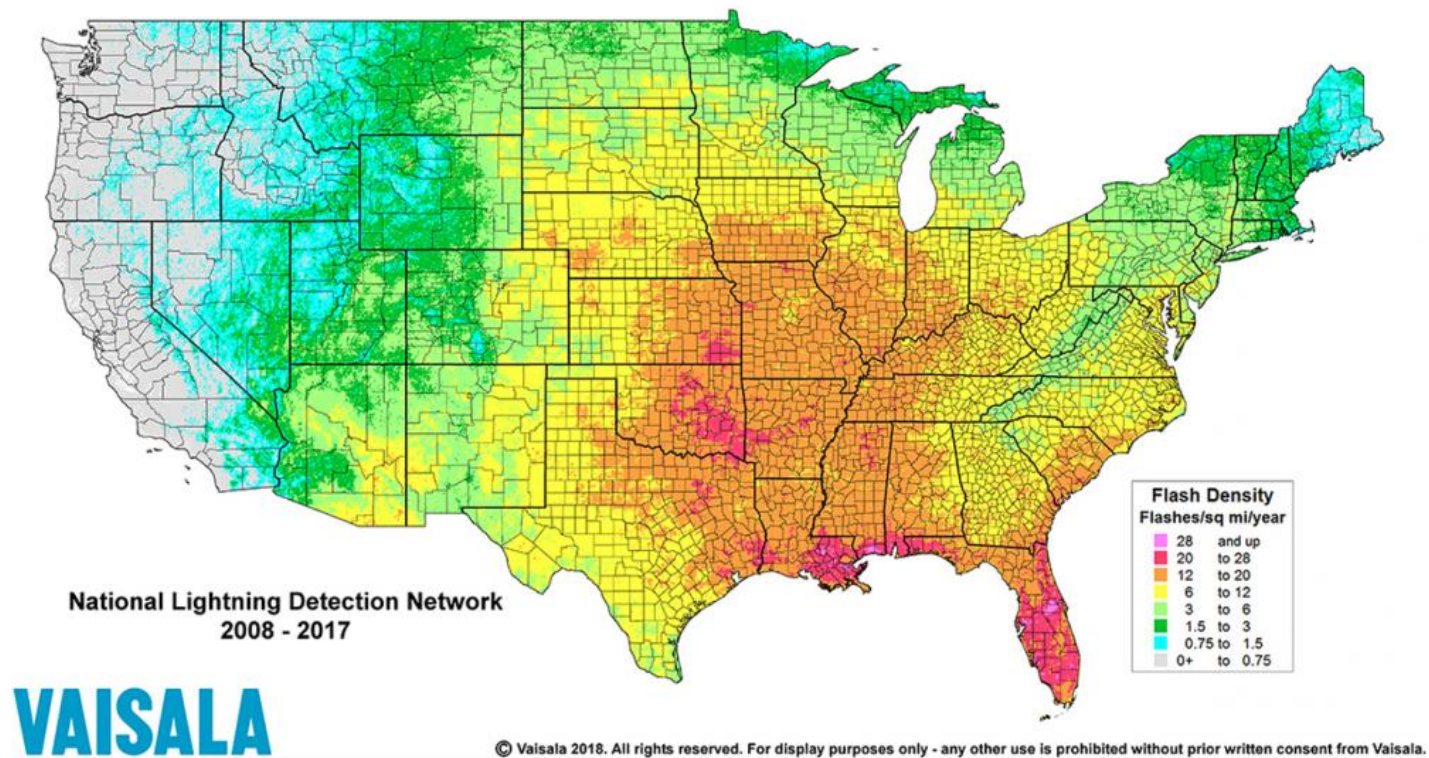 Flash Density
Flashes/sq mi/year
28 and up
20 to 28
12 to 20
6 to 12
3 to 6
1.5 to 3
0.75 to 1.5
0+ to 0.75
National Lightning Detection Network
2008 - 2017
VAISALA
© Vaisala 2018. All rights reserved. For display purposes only - any other use is prohibited without prior written consent from Vaisala.